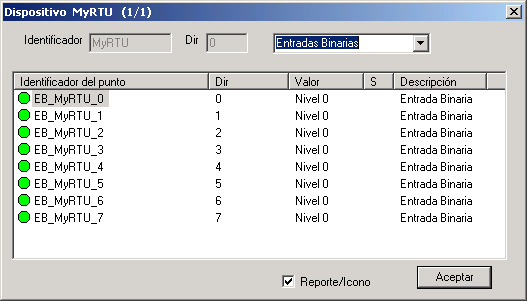 Dispositivo MyRTU (1/1)
Identificador MyRTU Dir 0 Entradas Binarias
Identificador del punto Dir Valor S Descripción
EB_MyRTU_0 0 Nivel 0 Entrada Binaria
EB_MyRTU_1 1 Nivel 0 Entrada Binaria
EB_MyRTU_2 2 Nivel 0 Entrada Binaria
EB_MyRTU_3 3 Nivel 0 Entrada Binaria
EB_MyRTU_4 4 Nivel 0 Entrada Binaria
EB_MyRTU_5 5 Nivel 0 Entrada Binaria
EB_MyRTU_6 6 Nivel 0 Entrada Binaria
EB_MyRTU_7 7 Nivel 0 Entrada Binaria
Reporte/Icono Aceptar